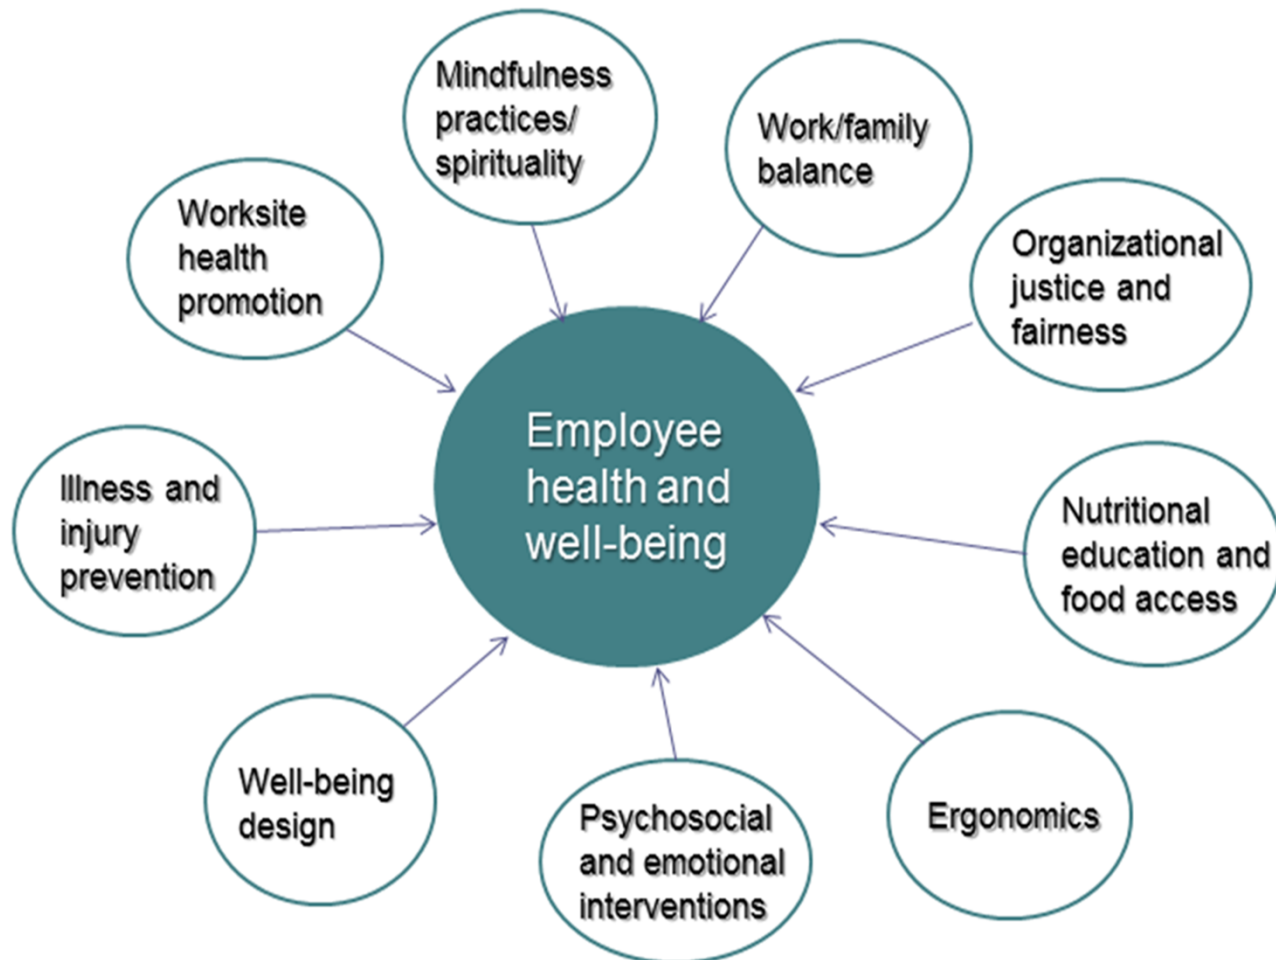 Mindfulness
practices/
spirituality
Work/family
balance
Organizational
justice and
fairness
Nutritional
education and
food access
Ergonomics
Psychosocial
and emotional
interventions
Well-being
design
Illness and
injury
prevention
Worksite
health
promotion
Employee
health and
well-being